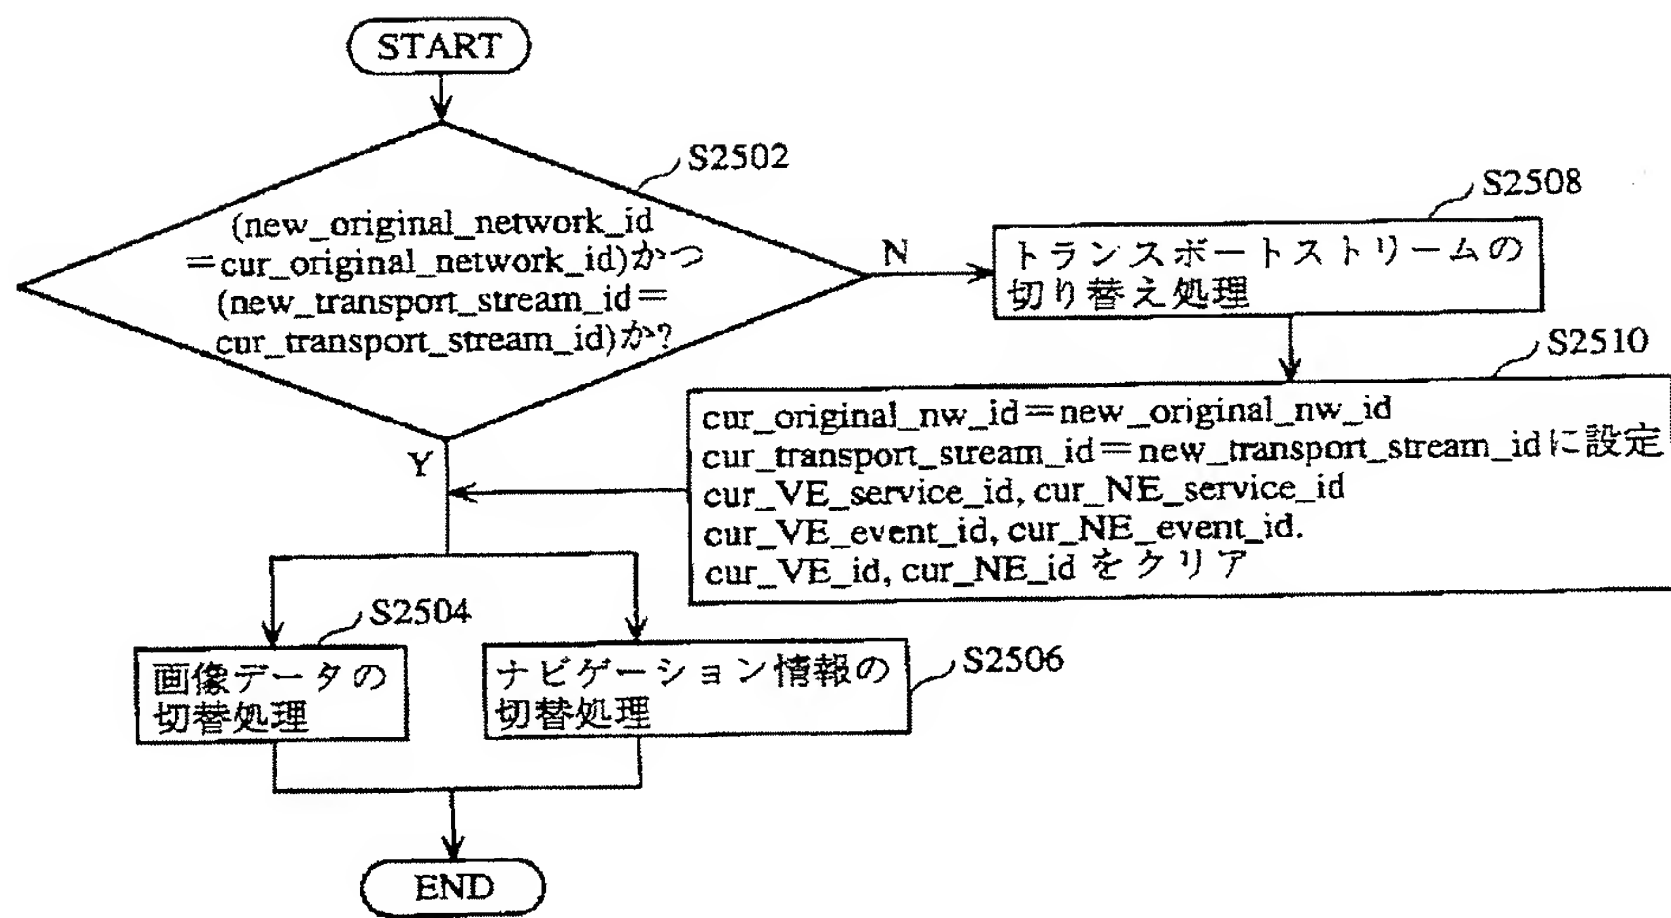 START
S2502
(new_original_network_id
=cur_original_network_id)かつ
(new_transport_stream_id=
cur_transport_stream_id)か?
N
Y
S2508
トランスポートストリームの
切り替え処理
S2510
cur_original_nw_id=new_original_nw_id
cur_transport_stream_id=new_transport_stream_idに設定
cur_VE_service_id, cur_NE_service_id
cur_VE_event_id, cur_NE_event_id.
cur_VE_id, cur_NE_id をクリア
S2504
画像データの
切替処理
S2506
ナビゲーション情報の
切替処理
END